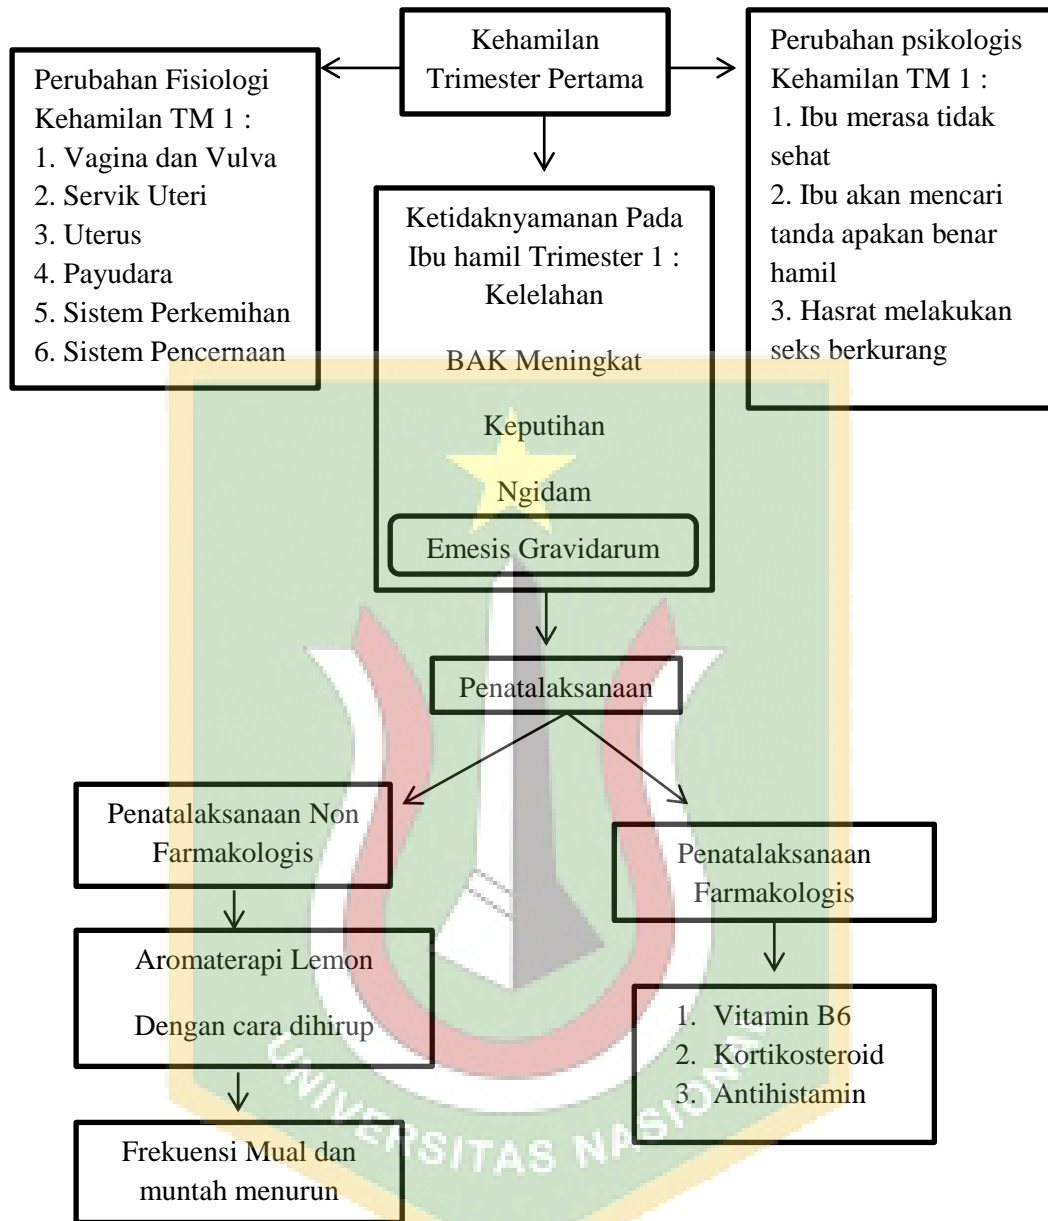 Kehamilan
Trimester Pertama
Perubahan Fisiologi
Kehamilan TM 1 :
1. Vagina dan Vulva
2. Servik Uteri
3. Uterus
4. Payudara
5. Sistem Perkemihan
6. Sistem Pencernaan
Perubahan psikologis
Kehamilan TM 1 :
1. Ibu merasa tidak
sehat
2. Ibu akan mencari
tanda apakan benar
hamil
3. Hasrat melakukan
seks berkurang
Ketidaknyamanan Pada
Ibu hamil Trimester 1 :
Kelelahan
BAK Meningkat
Keputihan
Ngidam
Emesis Gravidarum
Penatalaksanaan
Penatalaksanaan Non
Farmakologis
Penatalaksanaan
Farmakologis
Aromaterapi Lemon
Dengan cara dihirup
1. Vitamin B6
2. Kortikosteroid
3. Antihistamin
Frekuensi Mual dan
muntah menurun
UNIVERSITAS NASIONAL